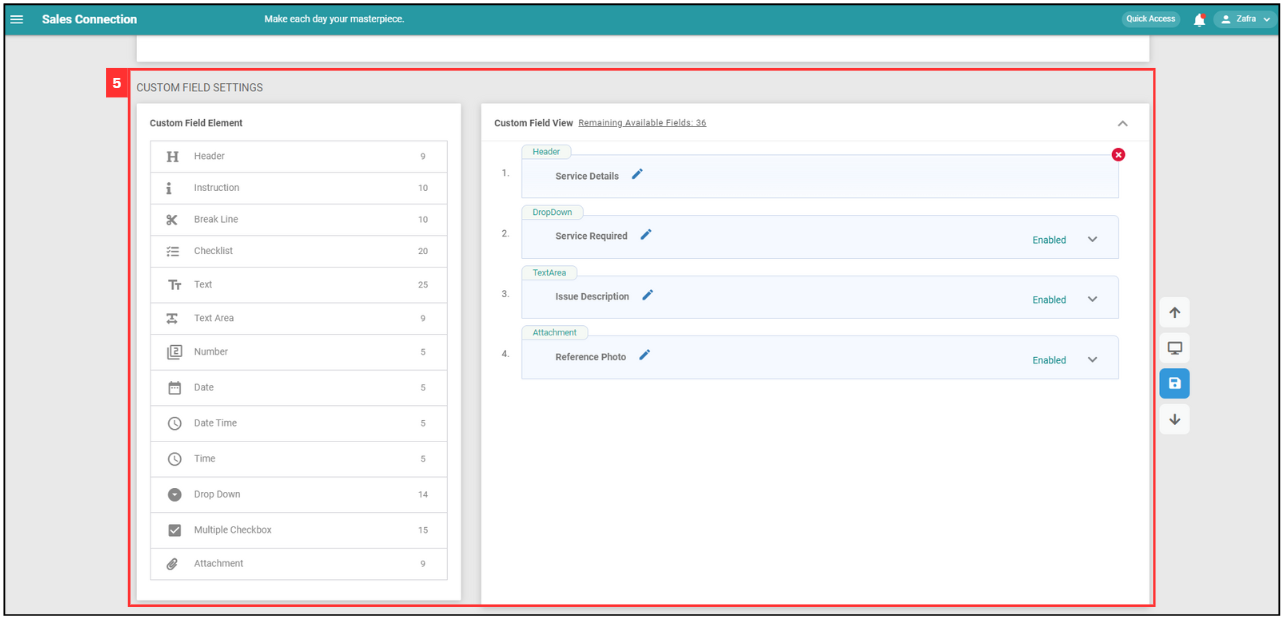 Sales Connection
Make each day your masterpiece.
Quick Access
Zafra
5
CUSTOM FIELD SETTINGS
Custom Field Element
Header 9
Instruction 10
Break Line 10
Checklist 20
Text 25
Text Area 9
Number 5
Date 5
Date Time 5
Time 5
Drop Down 14
Multiple Checkbox 15
Attachment 9
Custom Field View Remaining Available Fields: 36
Header
1. Service Details
DropDown
2. Service Required Enabled
TextArea
3. Issue Description Enabled
Attachment
4. Reference Photo Enabled